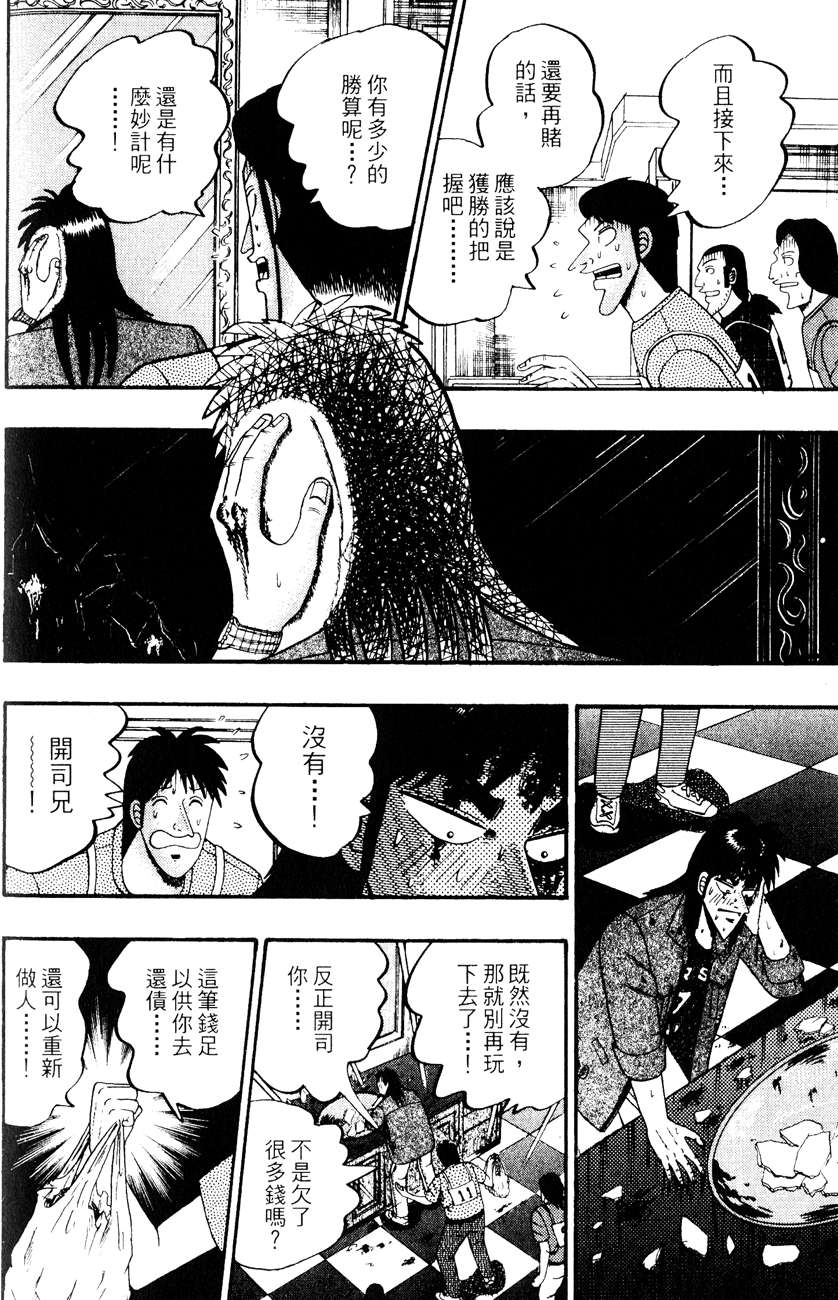 而且接下來…
還要再賭
的話，
應該說是
獲勝的把
握吧………
你有多少的
勝算呢…？
還是有什
麼妙計呢
……！
沒有…！
開司兄
～～～！
既然沒有，
那就別再玩
下去了…！
反正開司
你……
不是欠了
很多錢嗎？
這筆錢足
以供你去
還債……
還可以重新
做人…！
11